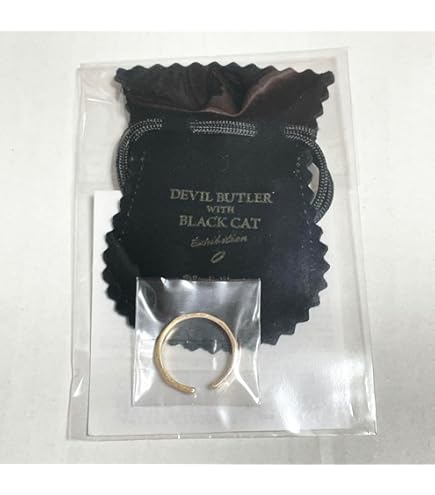 DEVIL BUTLER
WITH
BLACK CAT
Exhibition